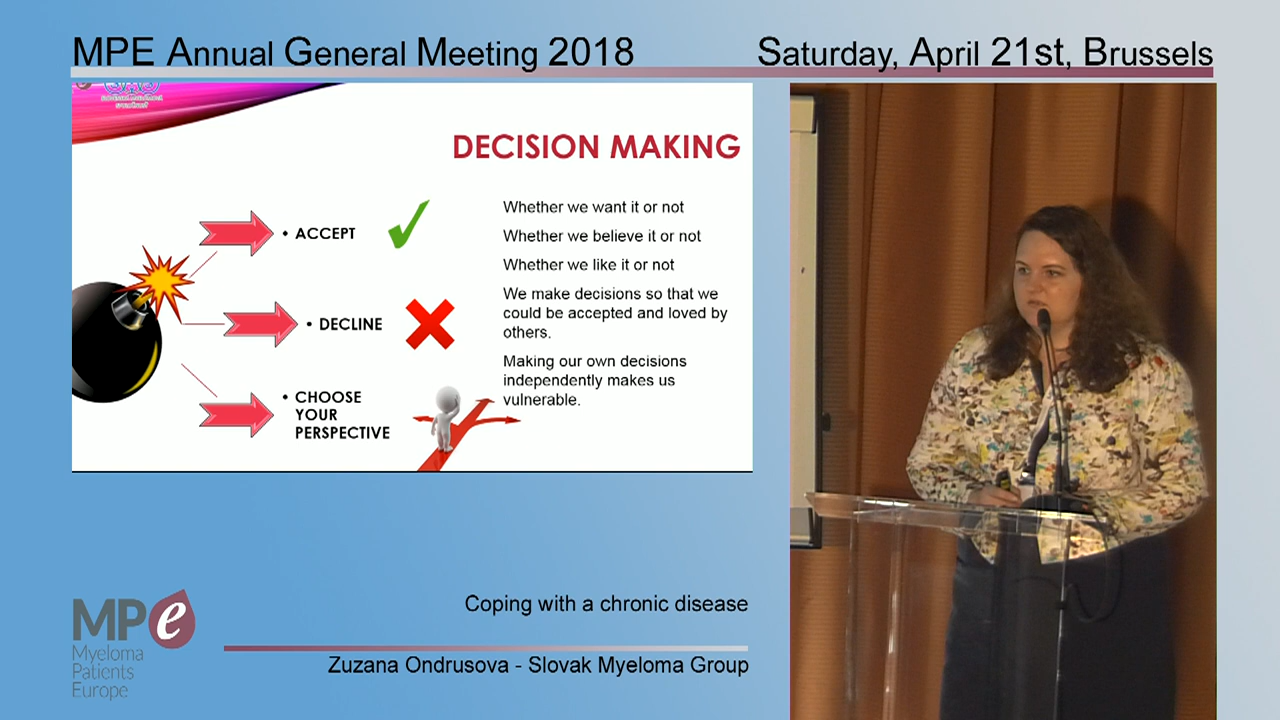 MPE Annual General Meeting 2018
Saturday, April 21st, Brussels
DECISION MAKING
• ACCEPT
• DECLINE
• CHOOSE
YOUR
PERSPECTIVE
Whether we want it or not
Whether we believe it or not
Whether we like it or not
We make decisions so that we
could be accepted and loved by
others.
Making our own decisions
independently makes us
vulnerable.
Coping with a chronic disease
Zuzana Ondrusova - Slovak Myeloma Group
MPe
Myeloma
Patients
Europe